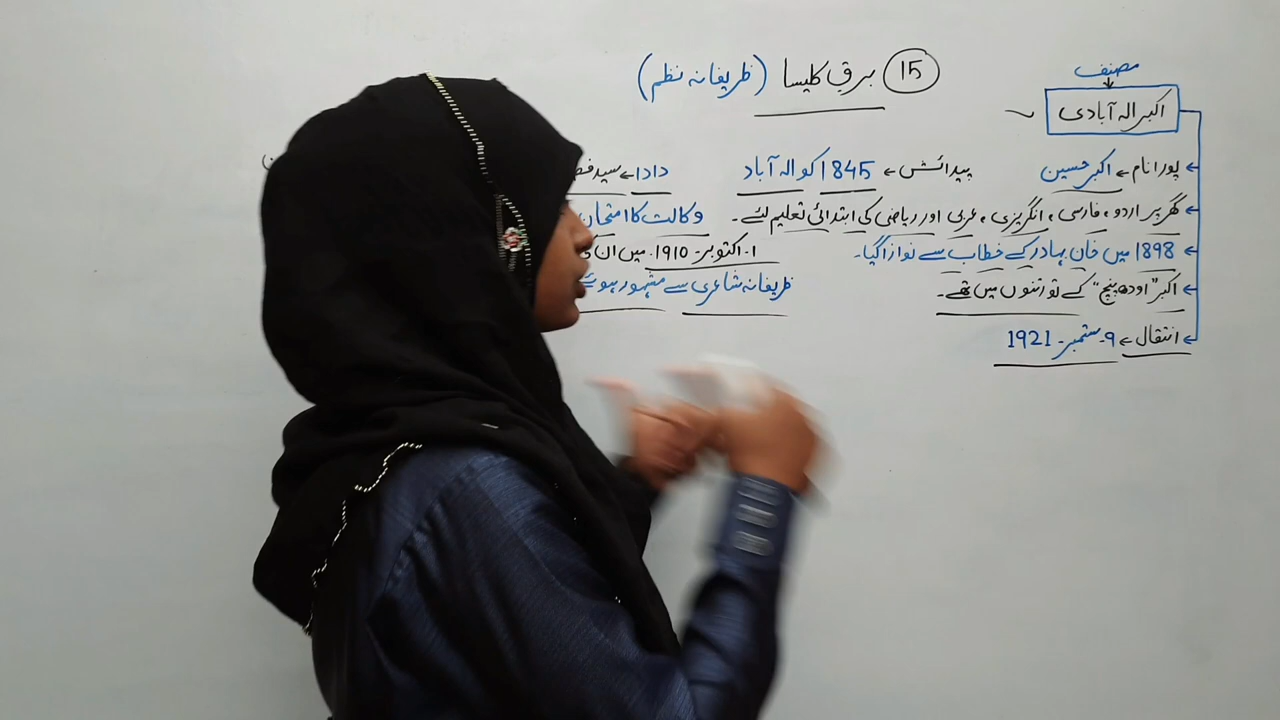 15 برق کلیسا (ظریفانہ نظم)
مصنف
اکبر الہ آبادی
پورا نام ← اکبر حسین پیدائش ← 1845 کو الہ آباد دادا ← سید
گھر پر اردو، فارسی، انگریزی، عربی اور ریاضی کی ابتدائی تعلیم لئے۔ وکالت کا امتحان
1898 میں خان بہادر کے خطاب سے نوازا گیا۔ 1۔ اکتوبر۔ 1910 میں ان
اکبر "اودھ پنچ" کے نو رتنوں میں تھے۔ ظریفانہ شاعری سے مشہور ہوئے
انتقال ← 9۔ ستمبر۔ 1921